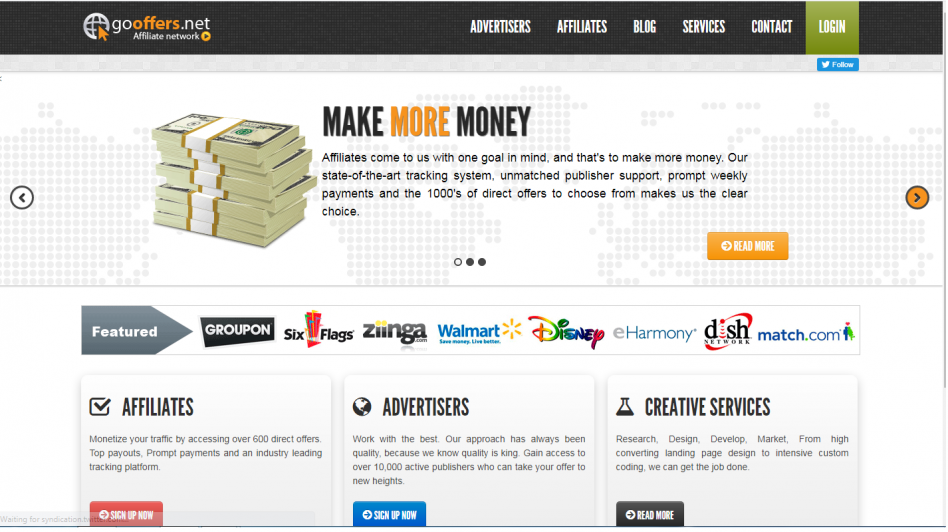 gooffers.net
Affiliate network
ADVERTISERS AFFILIATES BLOG SERVICES CONTACT LOGIN
Follow
:
MAKE MORE MONEY
Affiliates come to us with one goal in mind, and that's to make more money. Our
state-of-the-art tracking system, unmatched publisher support, prompt weekly
payments and the 1000's of direct offers to choose from makes us the clear
choice.
READ MORE
Featured
GROUPON
Six Flags
ziinga.com
Walmart
Save money. Live better.
Disney
eHarmony
dish
NETWORK
match.com
AFFILIATES
Monetize your traffic by accessing over 600 direct offers.
Top payouts, Prompt payments and an industry leading
tracking platform.
SIGN UP NOW
ADVERTISERS
Work with the best. Our approach has always been
quality, because we know quality is king. Gain access to
over 10,000 active publishers who can take your offer to
new heights.
SIGN UP NOW
CREATIVE SERVICES
Research, Design, Develop, Market, From high
converting landing page design to intensive custom
coding, we can get the job done.
READ MORE
Waiting for syndication.twitter.com...